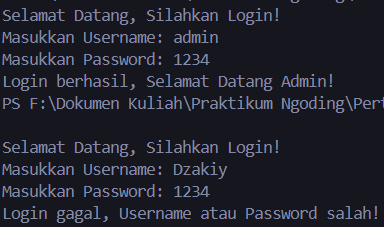 Selamat Datang, Silahkan Login!
Masukkan Username: admin
Masukkan Password: 1234
Login berhasil, Selamat Datang Admin!
PS F:\Dokumen Kuliah\Praktikum Ngoding\Pert
Selamat Datang, Silahkan Login!
Masukkan Username: Dzakiy
Masukkan Password: 1234
Login gagal, Username atau Password salah!